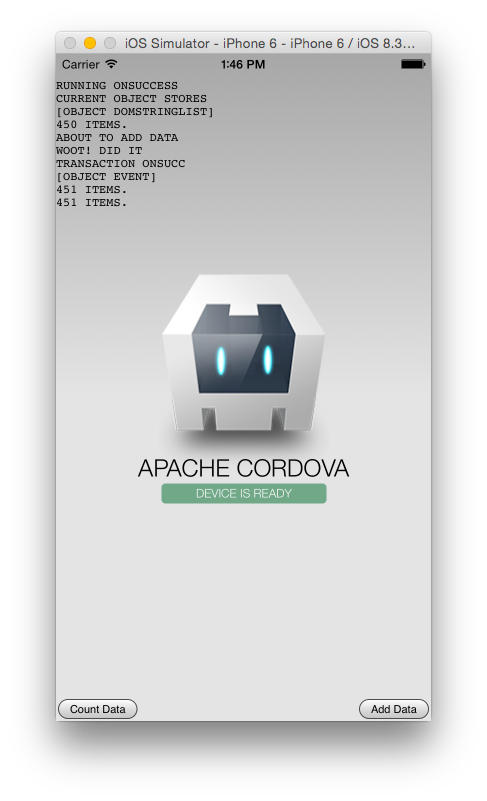 iOS Simulator - iPhone 6 - iPhone 6 / iOS 8.3...
Carrier 1:46 PM
RUNNING ONSUCCESS
CURRENT OBJECT STORES
[OBJECT DOMSTRINGLIST]
450 ITEMS.
ABOUT TO ADD DATA
WOOT! DID IT
TRANSACTION ONSUCC
[OBJECT EVENT]
451 ITEMS.
451 ITEMS.
APACHE CORDOVA
DEVICE IS READY
Count Data Add Data